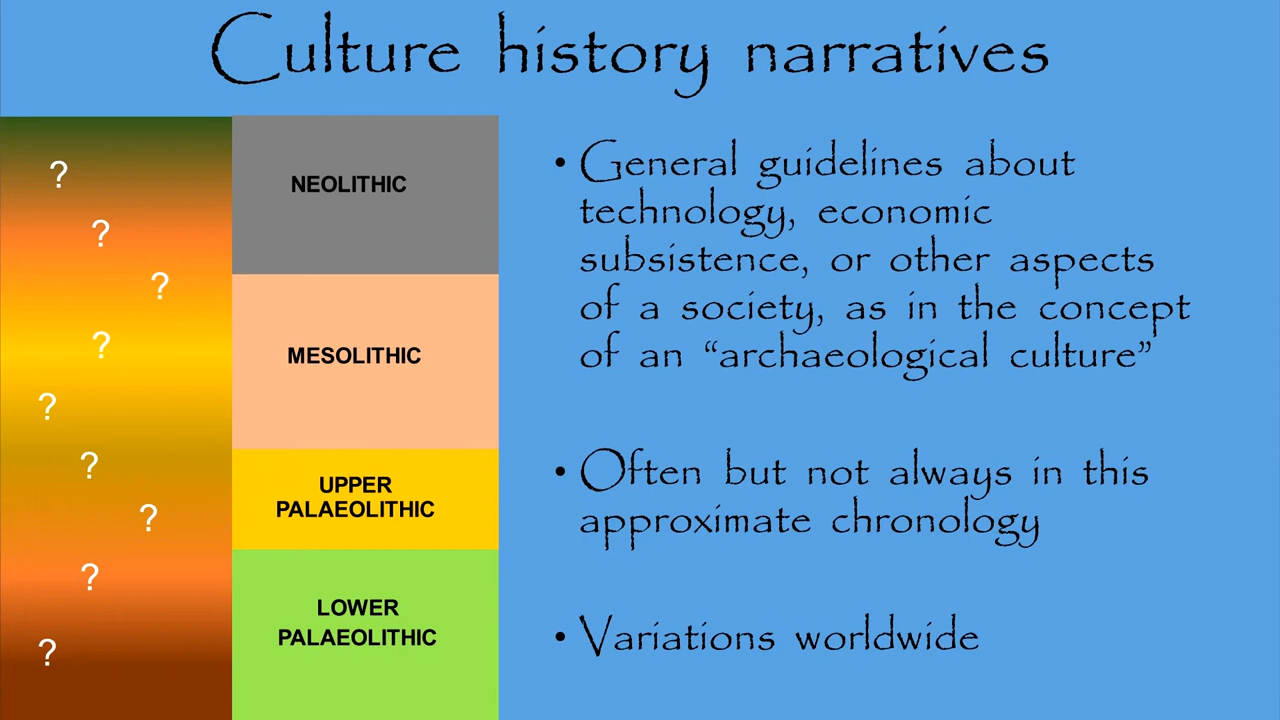 Culture history narratives
?
?
?
?
?
?
?
?
?
NEOLITHIC
MESOLITHIC
UPPER
PALAEOLITHIC
LOWER
PALAEOLITHIC
• General guidelines about
technology, economic
subsistence, or other aspects
of a society, as in the concept
of an “archaeological culture”
• Often but not always in this
approximate chronology
• Variations worldwide